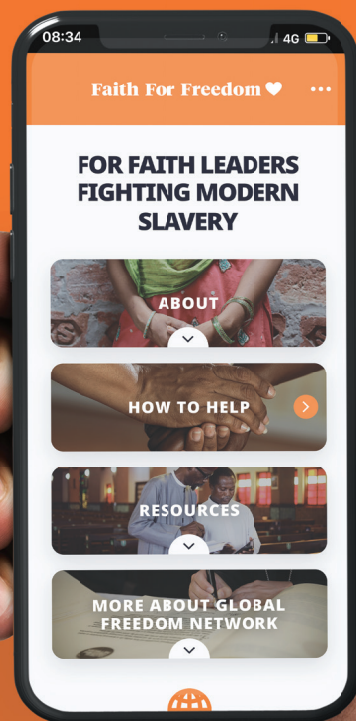 08:34
4G
Faith For Freedom
FOR FAITH LEADERS
FIGHTING MODERN
SLAVERY
ABOUT
HOW TO HELP
RESOURCES
MORE ABOUT GLOBAL
FREEDOM NETWORK